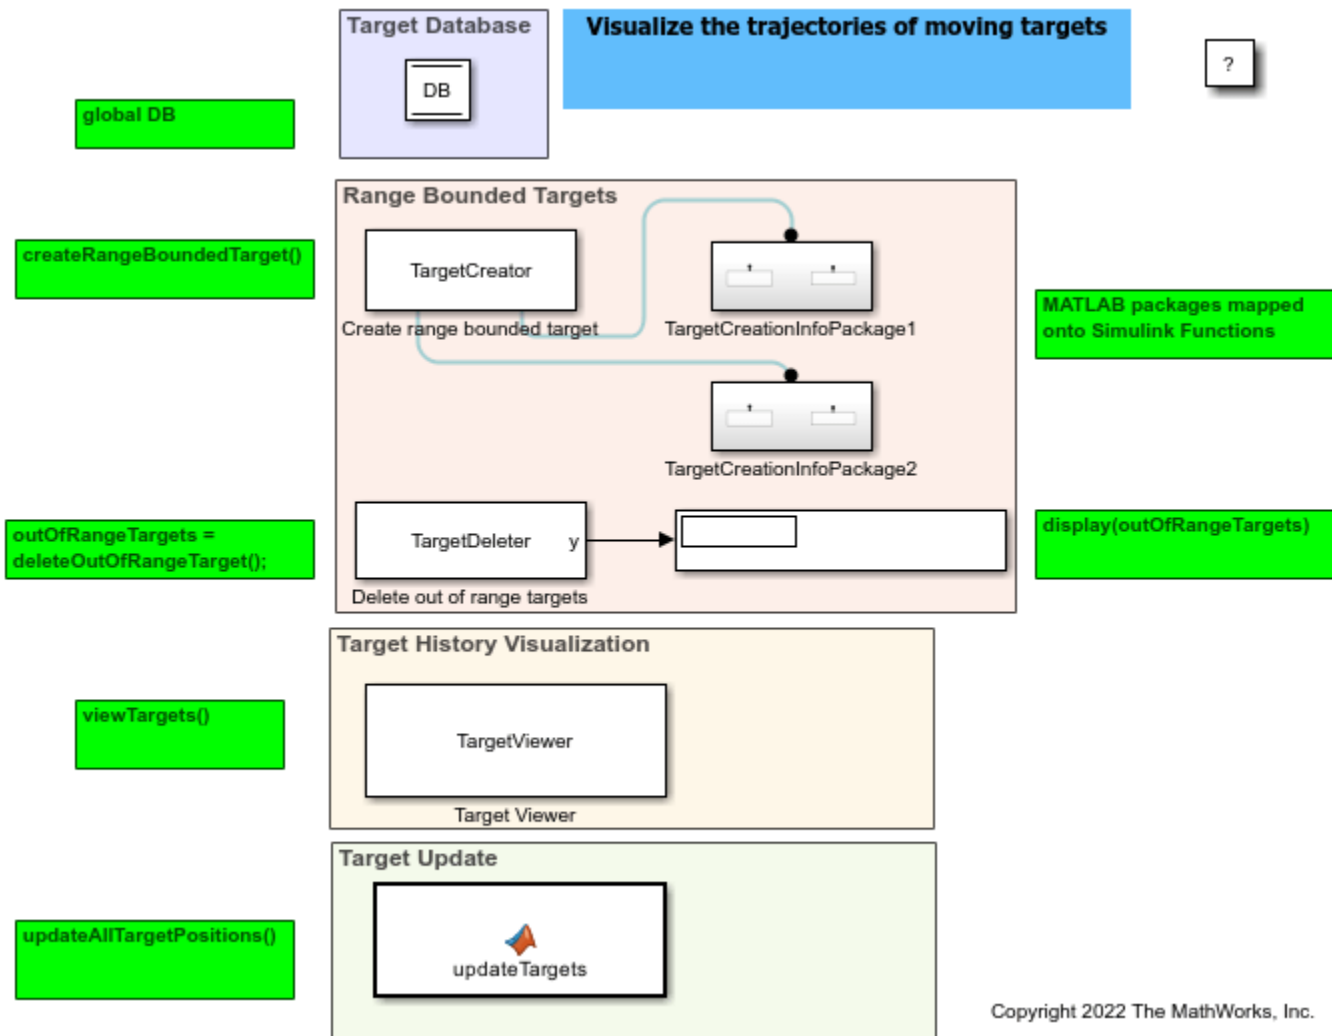 Target Database
Visualize the trajectories of moving targets
DB
?
global DB
Range Bounded Targets
createRangeBoundedTarget()
TargetCreator
Create range bounded target
TargetCreationInfoPackage1
MATLAB packages mapped
onto Simulink Functions
TargetCreationInfoPackage2
outOfRangeTargets =
deleteOutOfRangeTarget();
TargetDeleter
y
Delete out of range targets
display(outOfRangeTargets)
Target History Visualization
viewTargets()
TargetViewer
Target Viewer
Target Update
updateAllTargetPositions()
updateTargets
Copyright 2022 The MathWorks, Inc.